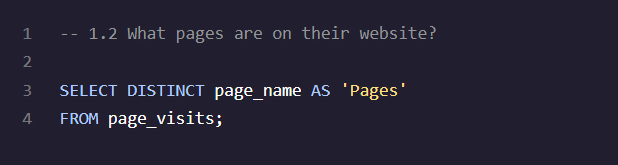 1 -- 1.2 What pages are on their website?
2
3 SELECT DISTINCT page_name AS 'Pages'
4 FROM page_visits;